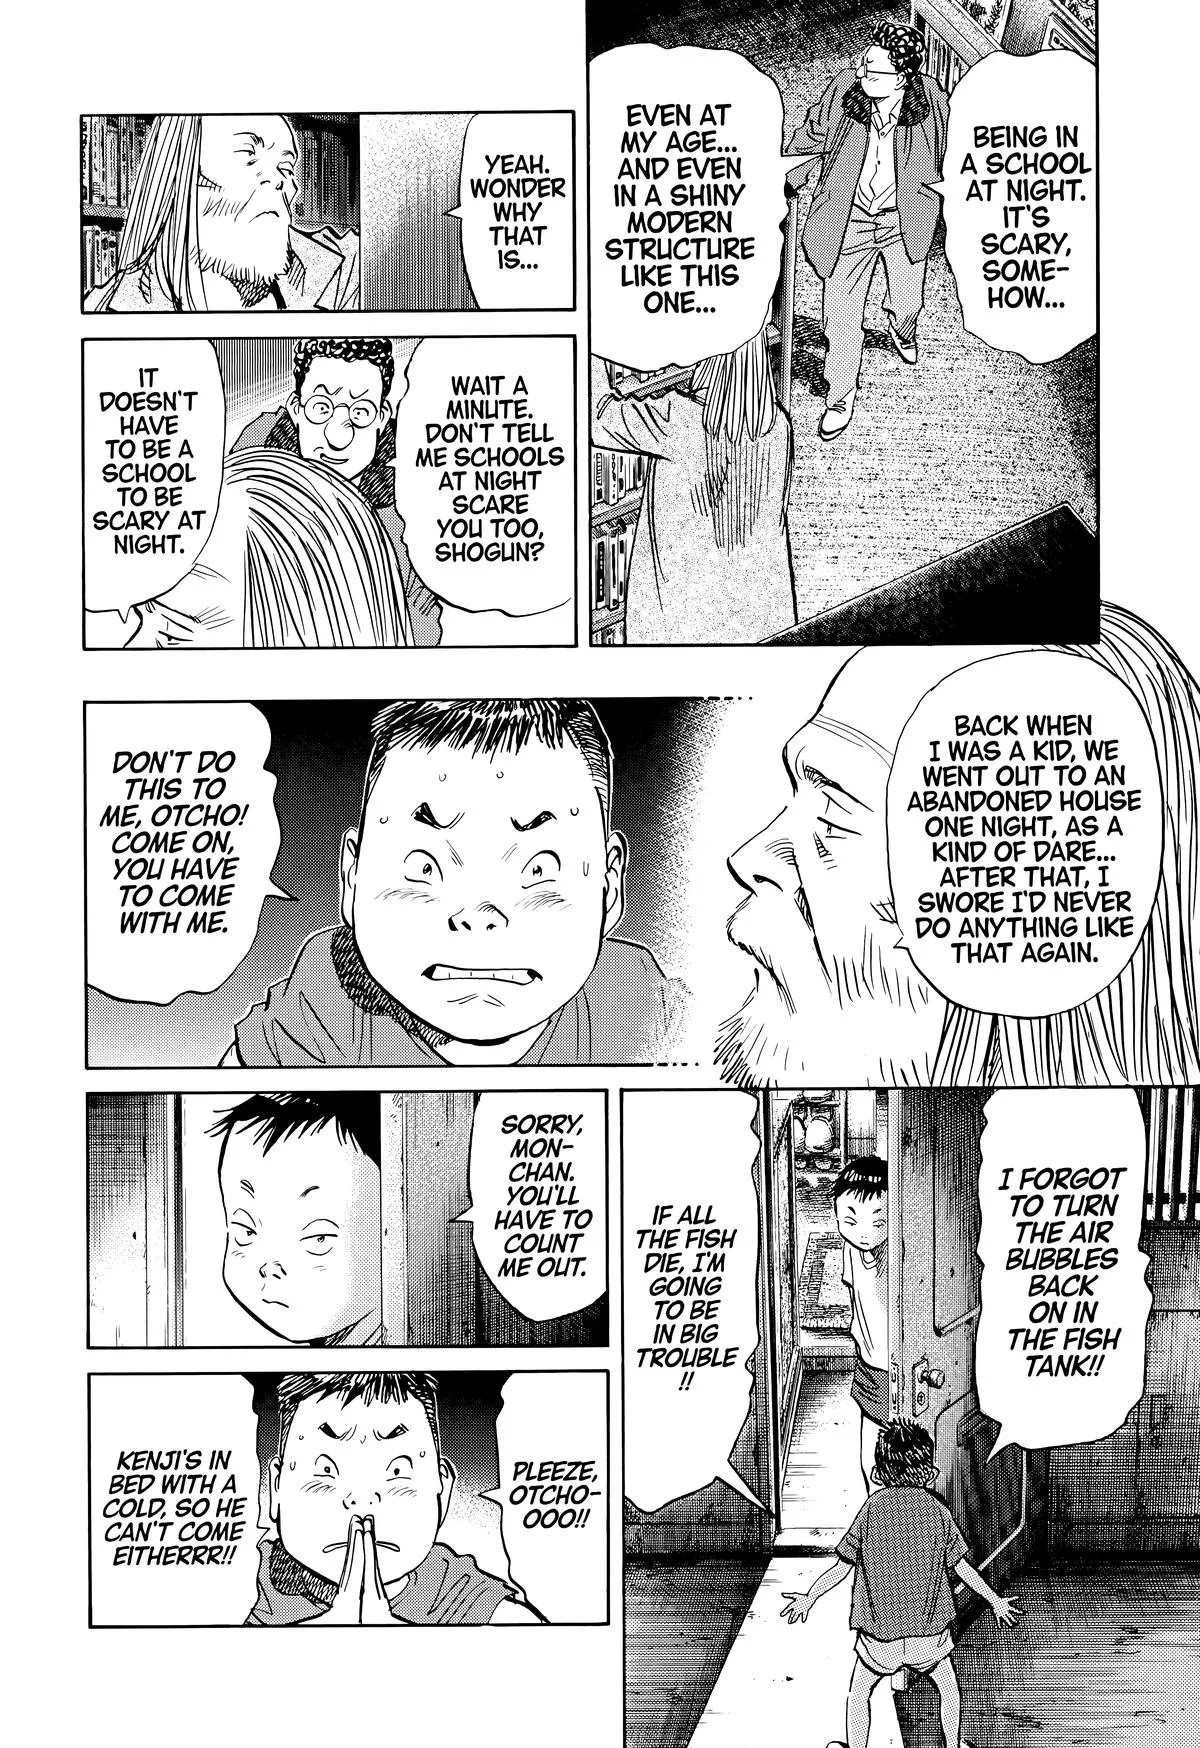 BEING IN
A SCHOOL
AT NIGHT.
IT'S
SCARY,
SOME-
HOW...
EVEN AT
MY AGE...
AND EVEN
IN A SHINY
MODERN
STRUCTURE
LIKE THIS
ONE...
YEAH.
WONDER
WHY
THAT
IS...
WAIT A
MINUTE.
DON'T TELL
ME SCHOOLS
AT NIGHT
SCARE
YOU TOO,
SHOGUN?
IT
DOESN'T
HAVE
TO BE A
SCHOOL
TO BE
SCARY AT
NIGHT.
BACK WHEN
I WAS A KID, WE
WENT OUT TO AN
ABANDONED HOUSE
ONE NIGHT, AS A
KIND OF DARE...
AFTER THAT, I
SWORE I'D NEVER
DO ANYTHING LIKE
THAT AGAIN.
DON'T DO
THIS TO
ME, OTCHO!
COME ON,
YOU HAVE
TO COME
WITH ME.
I FORGOT
TO TURN
THE AIR
BUBBLES
BACK
ON IN
THE FISH
TANK!!
IF ALL
THE FISH
DIE, I'M
GOING
TO BE
IN BIG
TROUBLE
!!
SORRY,
MON-
CHAN.
YOU'LL
HAVE TO
COUNT
ME OUT.
PLEEZE,
OTCHO-
OOO!!
KENJI'S IN
BED WITH A
COLD, SO HE
CAN'T COME
EITHERRR!!